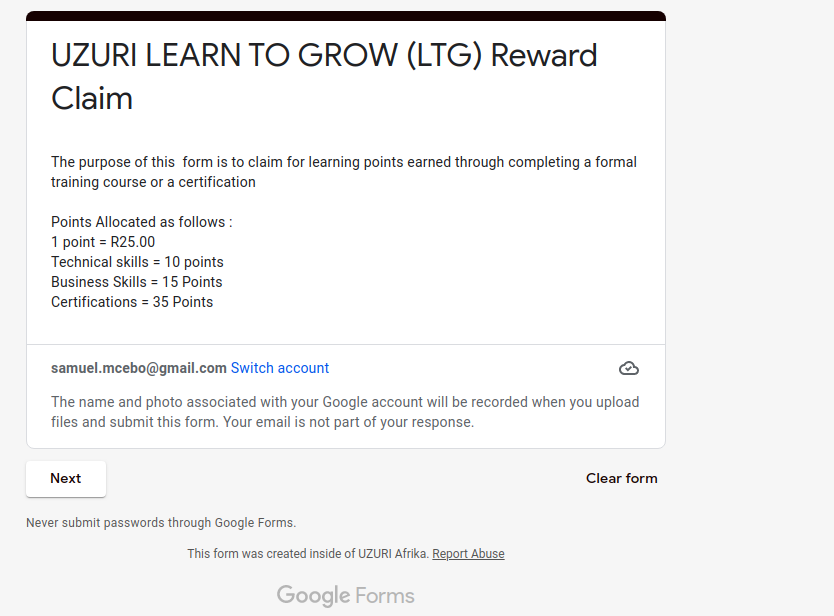 UZURI LEARN TO GROW (LTG) Reward
Claim
The purpose of this  form is to claim for learning points earned through completing a formal
training course or a certification
Points Allocated as follows :
1 point = R25.00
Technical skills = 10 points
Business Skills = 15 Points
Certifications = 35 Points
samuel.mcebo@gmail.com Switch account
The name and photo associated with your Google account will be recorded when you upload
files and submit this form. Your email is not part of your response.
Next
Clear form
Never submit passwords through Google Forms.
This form was created inside of UZURI Afrika. Report Abuse
Google Forms